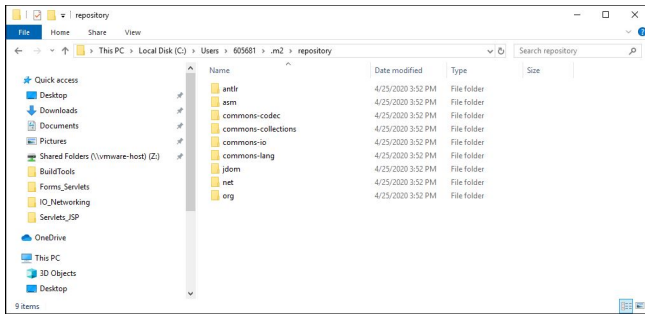 repository
File Home Share View
This PC > Local Disk (C:) > Users > 605681 > .m2 > repository
Search repository
Quick access
Desktop
Downloads
Documents
Pictures
Shared Folders (\\vmware-host) (Z:)
BuildTools
Forms_Servlets
IO_Networking
Servlets_JSP
OneDrive
This PC
3D Objects
Desktop
Name Date modified Type Size
antlr 4/25/2020 3:52 PM File folder
asm 4/25/2020 3:52 PM File folder
commons-codec 4/25/2020 3:52 PM File folder
commons-collections 4/25/2020 3:52 PM File folder
commons-io 4/25/2020 3:52 PM File folder
commons-lang 4/25/2020 3:52 PM File folder
jdom 4/25/2020 3:52 PM File folder
net 4/25/2020 3:52 PM File folder
org 4/25/2020 3:52 PM File folder
9 items